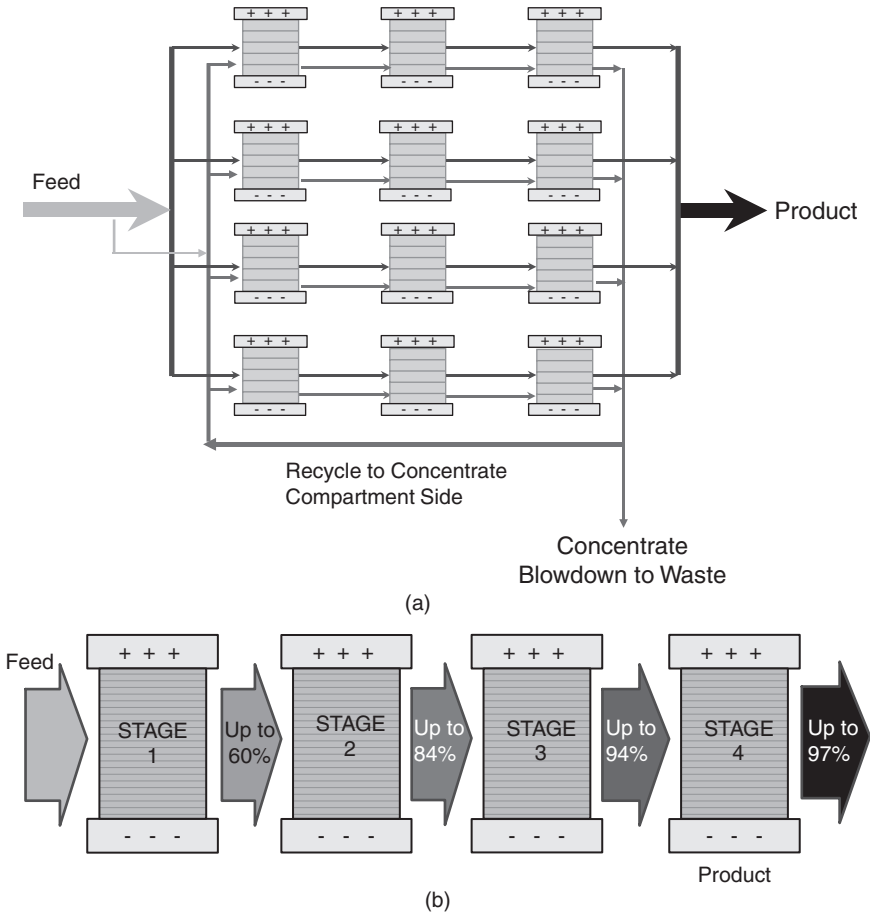 + + +
+ + +
+ + +
- - -
- - -
- - -
+ + +
+ + +
+ + +
- - -
- - -
- - -
Feed
Product
+ + +
+ + +
+ + +
- - -
- - -
- - -
+ + +
+ + +
+ + +
- - -
- - -
- - -
Recycle to Concentrate
Compartment Side
Concentrate
Blowdown to Waste
(a)
Feed
+ + +
STAGE
1
- - -
Up to
60%
+ + +
STAGE
2
- - -
Up to
84%
+ + +
STAGE
3
- - -
Up to
94%
+ + +
STAGE
4
- - -
Up to
97%
Product
(b)